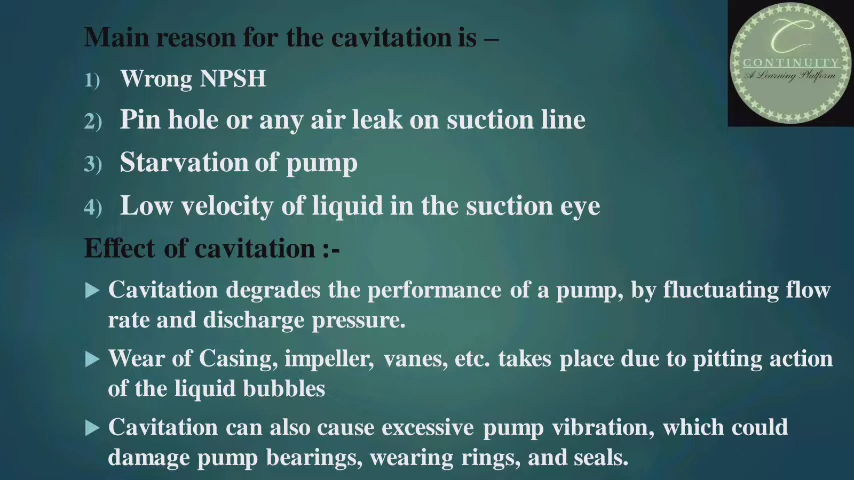 Main reason for the cavitation is –
1) Wrong NPSH
2) Pin hole or any air leak on suction line
3) Starvation of pump
4) Low velocity of liquid in the suction eye
Effect of cavitation :-
Cavitation degrades the performance of a pump, by fluctuating flow
rate and discharge pressure.
Wear of Casing, impeller, vanes, etc. takes place due to pitting action
of the liquid bubbles
Cavitation can also cause excessive pump vibration, which could
damage pump bearings, wearing rings, and seals.
C
CONTINUITY
A Learning Platform